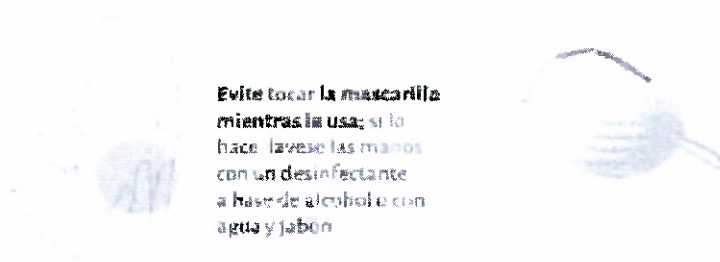 Evite tocar la mascarilla
mientras la usa; si lo
hace lávese las manos
con un desinfectante
a base de alcohol o con
agua y jabón